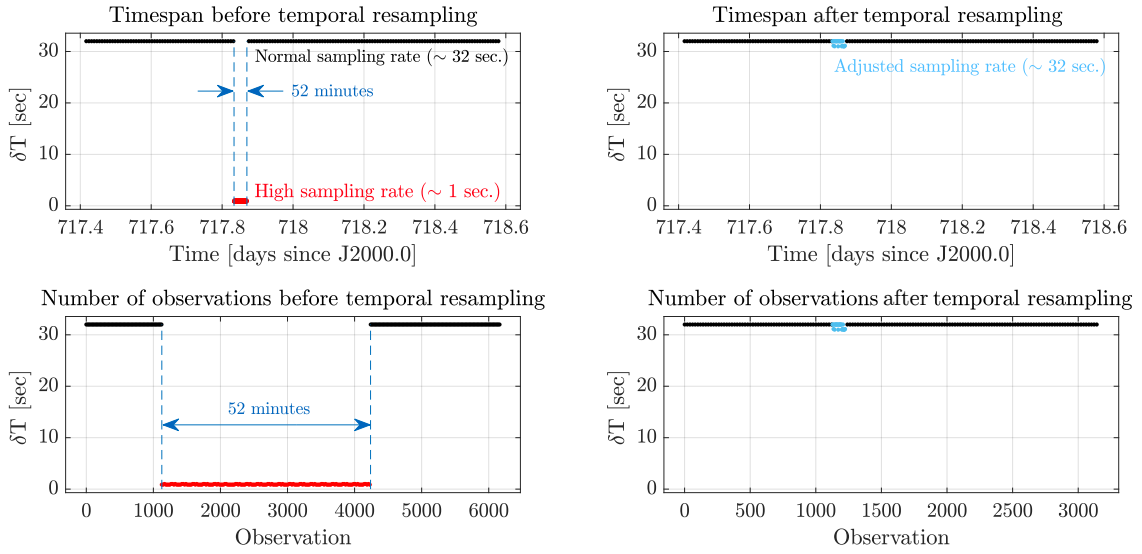 Timespan before temporal resampling
30
20
10
0
δT [sec]
Normal sampling rate (∼ 32 sec.)
52 minutes
High sampling rate (∼ 1 sec.)
717.4 717.6 717.8 718 718.2 718.4 718.6
Time [days since J2000.0]
Timespan after temporal resampling
30
20
10
0
δT [sec]
Adjusted sampling rate (∼ 32 sec.)
717.4 717.6 717.8 718 718.2 718.4 718.6
Time [days since J2000.0]
Number of observations before temporal resampling
30
20
10
0
δT [sec]
52 minutes
0 1000 2000 3000 4000 5000 6000
Observation
Number of observations after temporal resampling
30
20
10
0
δT [sec]
0 500 1000 1500 2000 2500 3000
Observation